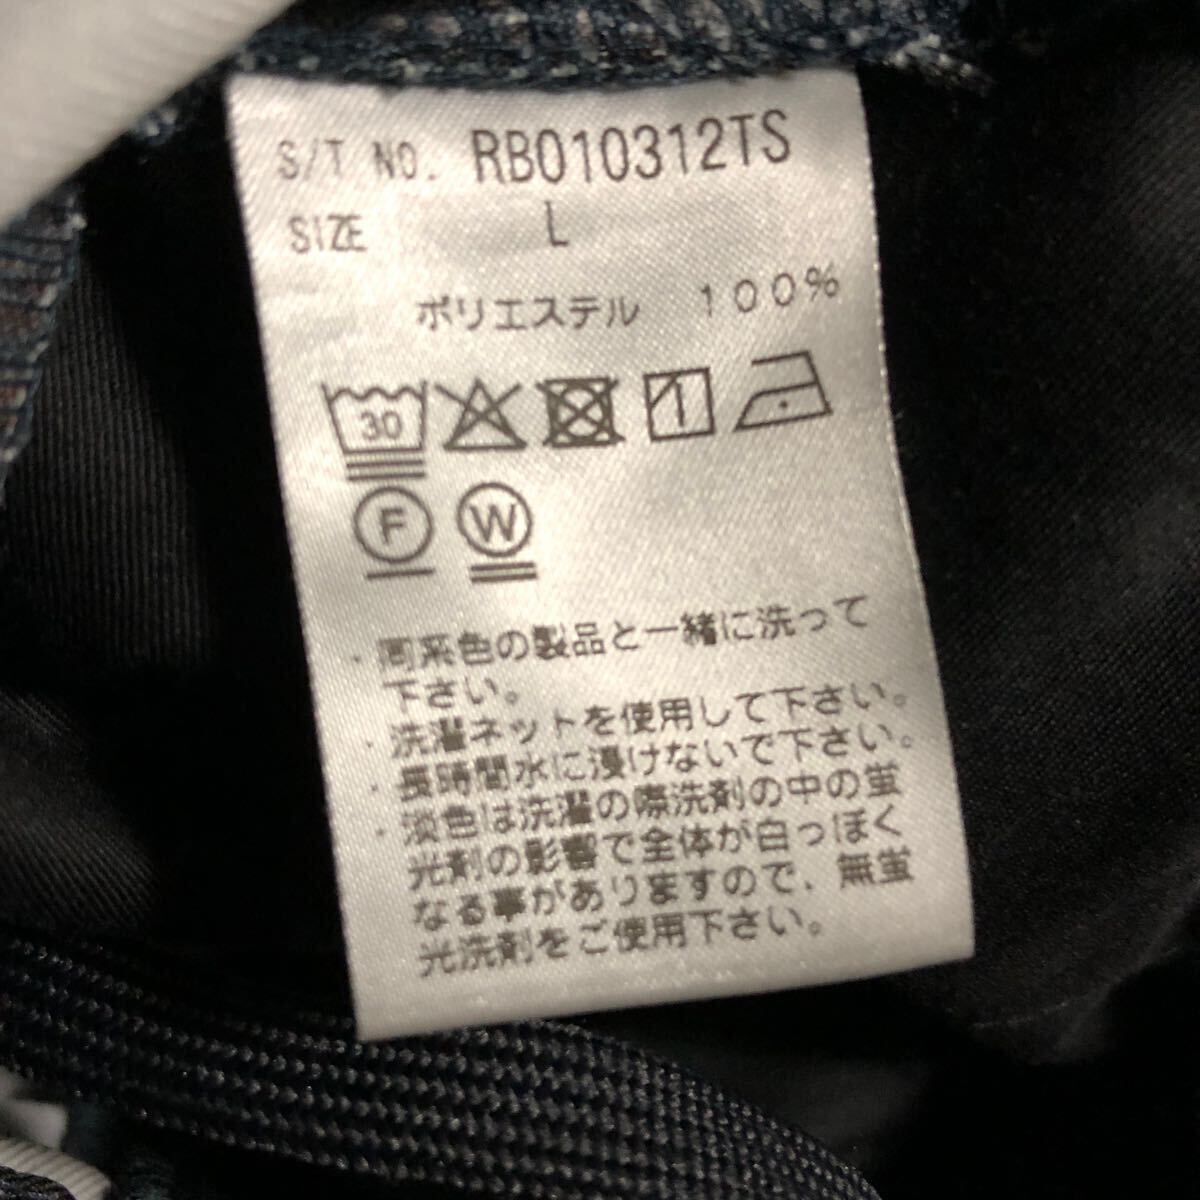 S/T NO. RB010312TS
SIZE L
ポリエステル 100%
30
F W
・同系色の製品と一緒に洗って
下さい。
・洗濯ネットを使用して下さい。
・長時間水に浸けないで下さい。
・淡色は洗濯の際洗剤の中の蛍
光剤の影響で全体が白っぽく
なる事がありますので、無蛍
光洗剤をご使用下さい。